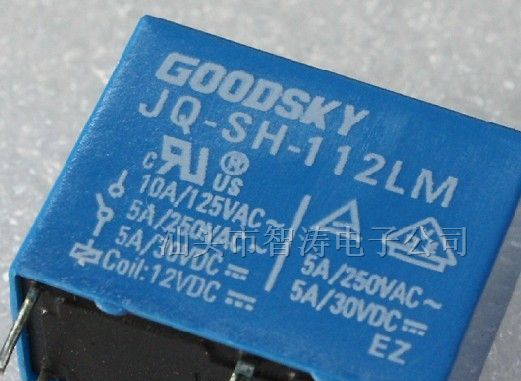 GOODSKY
JQ-SH-112LM
c RU ® US
10A/125VAC~
5A/250VAC~
5A/30VDC⎓
Coil:12VDC⎓
5A/250VAC~
5A/30VDC⎓
EZ
汕头市智涛电子公司